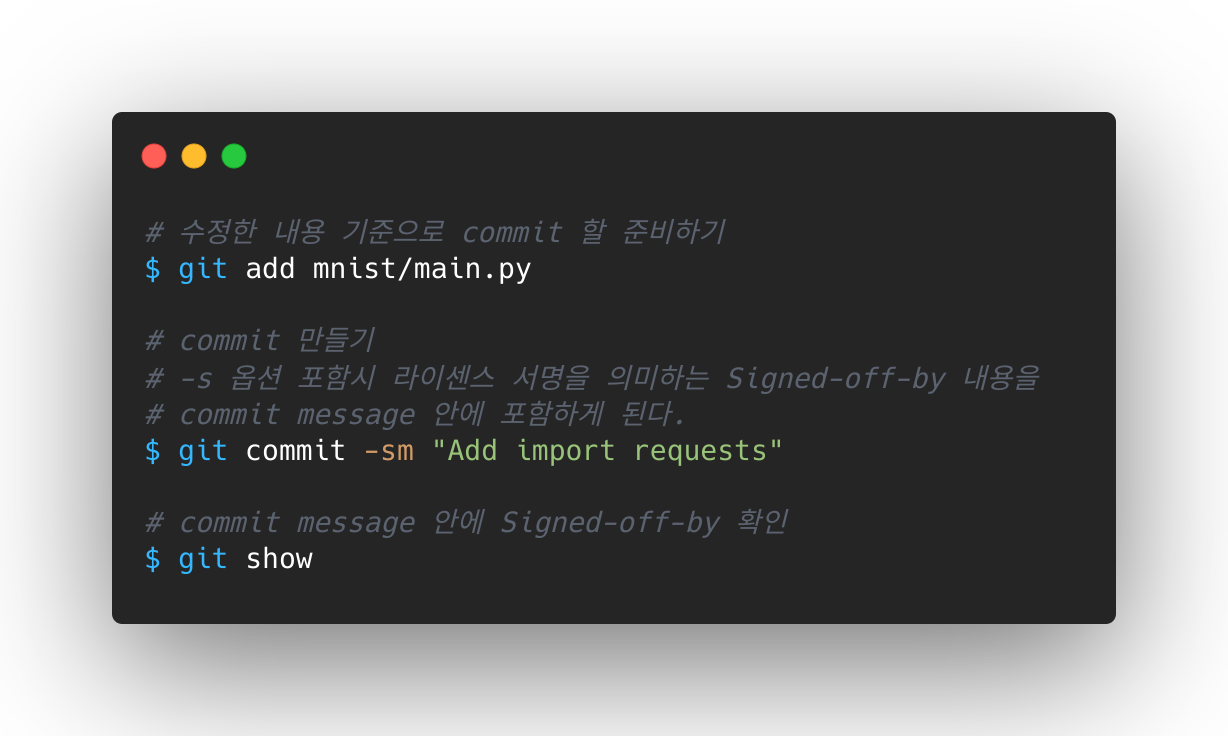 # 수정한 내용 기준으로 commit 할 준비하기
$ git add mnist/main.py
# commit 만들기
# -s 옵션 포함시 라이센스 서명을 의미하는 Signed-off-by 내용을
# commit message 안에 포함하게 된다.
$ git commit -sm "Add import requests"
# commit message 안에 Signed-off-by 확인
$ git show